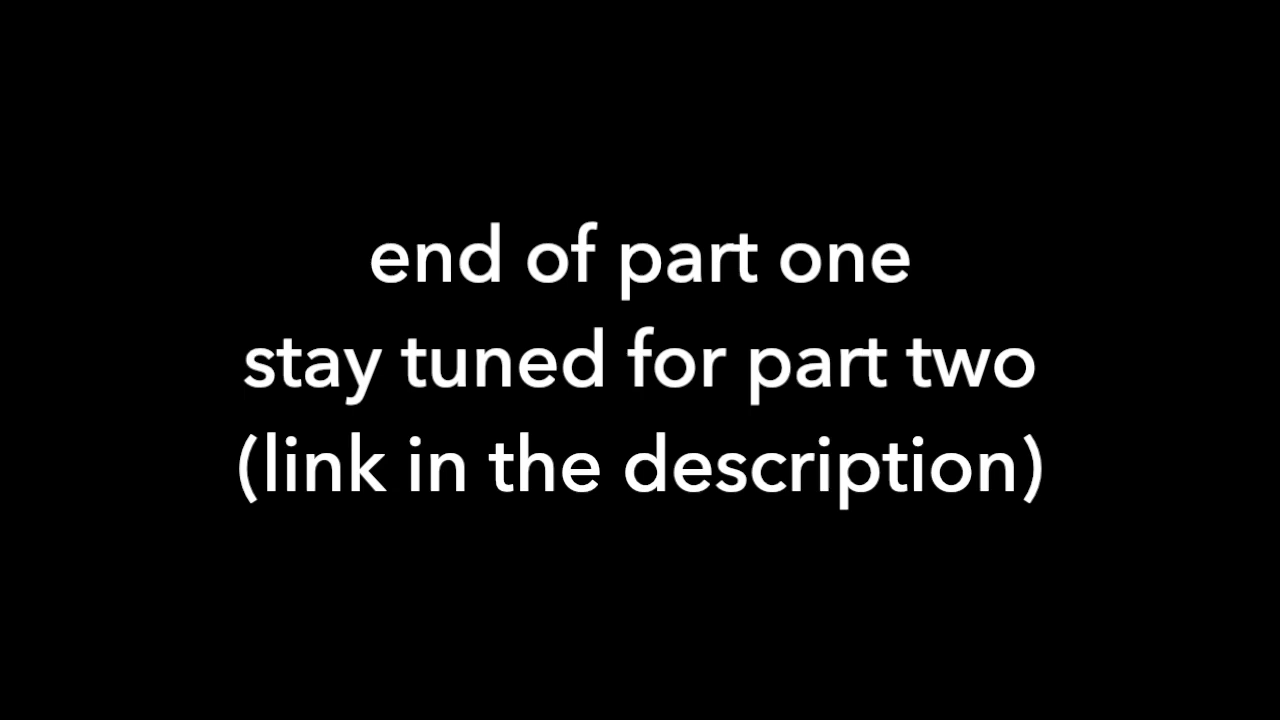 end of part one
stay tuned for part two
(link in the description)